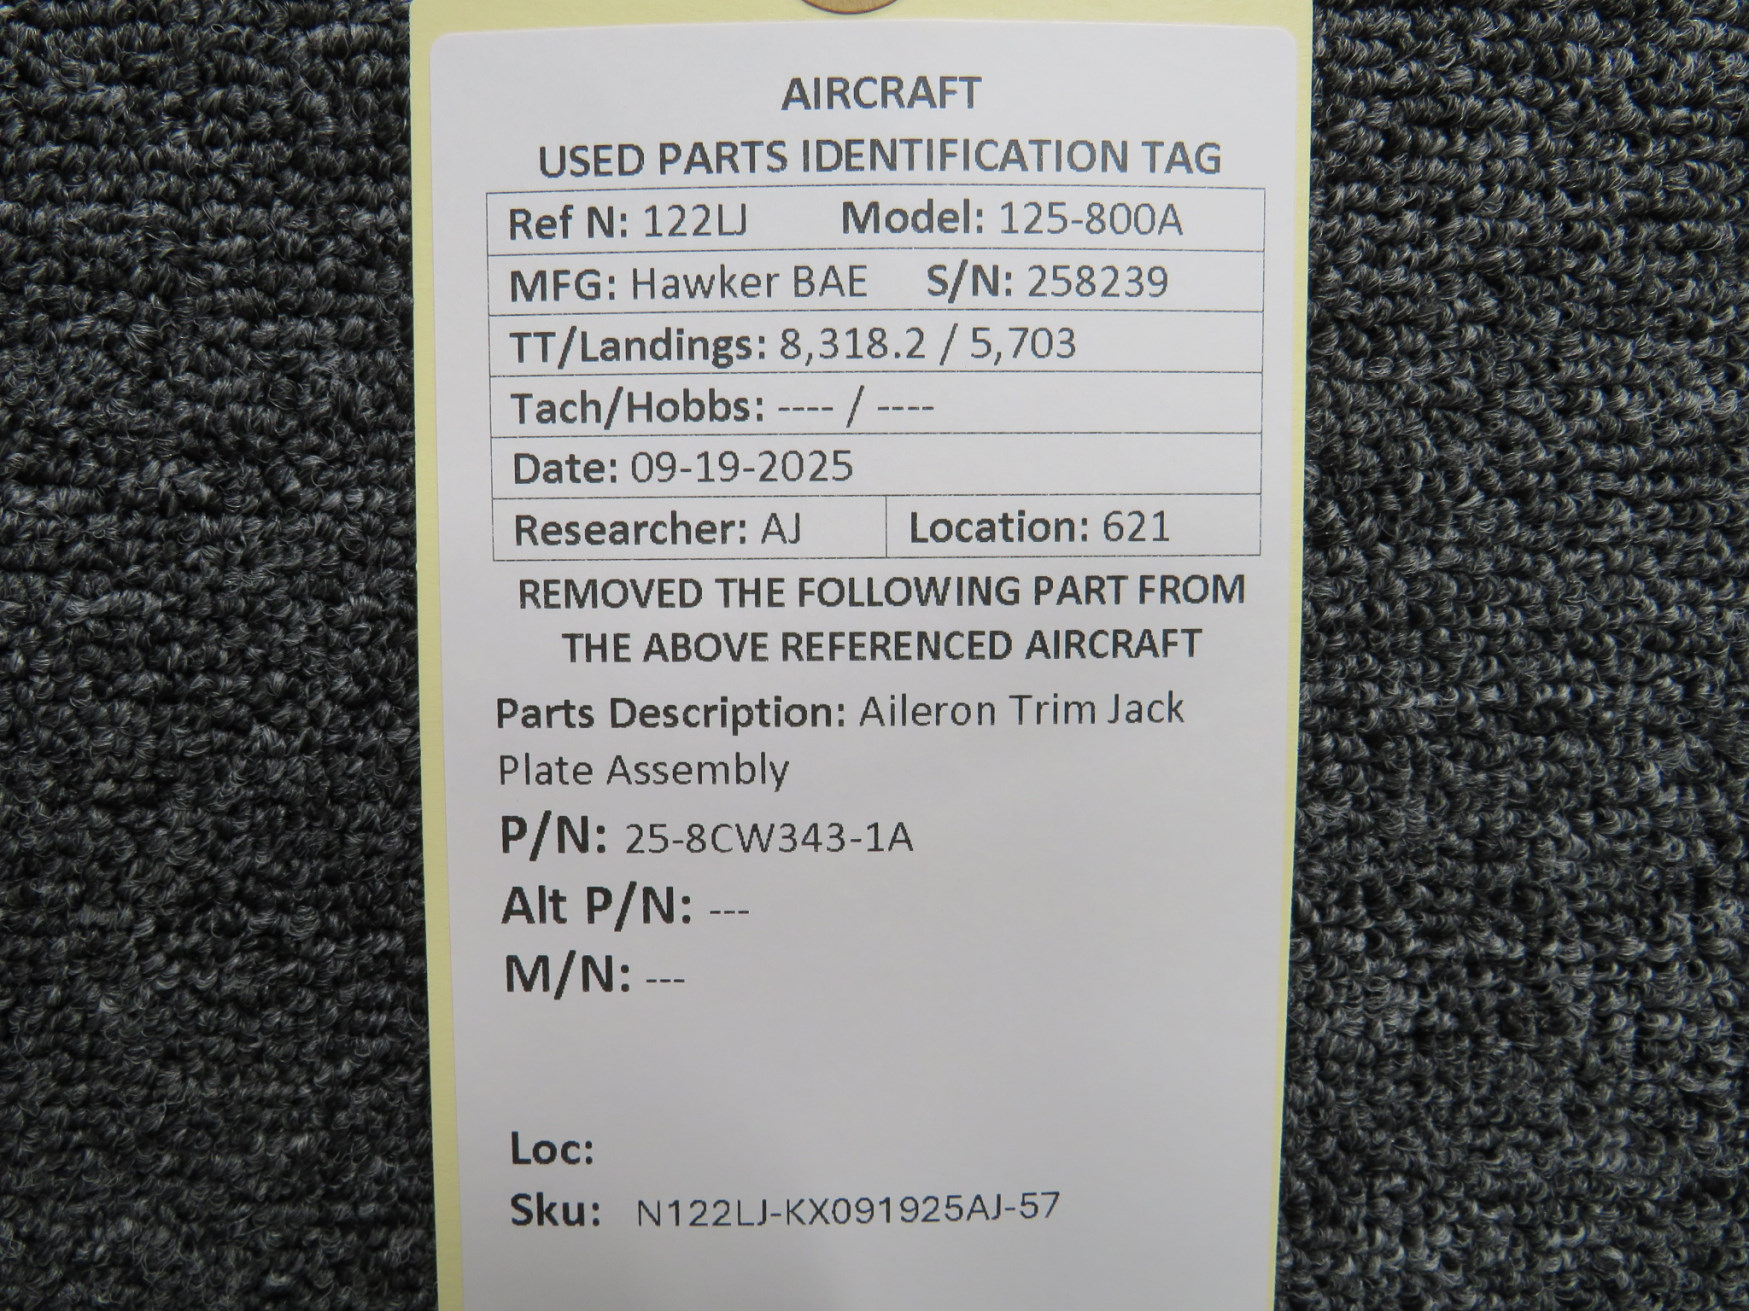 AIRCRAFT
USED PARTS IDENTIFICATION TAG
Ref N: 122LJ Model: 125-800A
MFG: Hawker BAE S/N: 258239
TT/Landings: 8,318.2 / 5,703
Tach/Hobbs: ---- / ----
Date: 09-19-2025
Researcher: AJ Location: 621
REMOVED THE FOLLOWING PART FROM
THE ABOVE REFERENCED AIRCRAFT
Parts Description: Aileron Trim Jack
Plate Assembly
P/N: 25-8CW343-1A
Alt P/N: ---
M/N: ---
Loc:
Sku: N122LJ-KX091925AJ-57